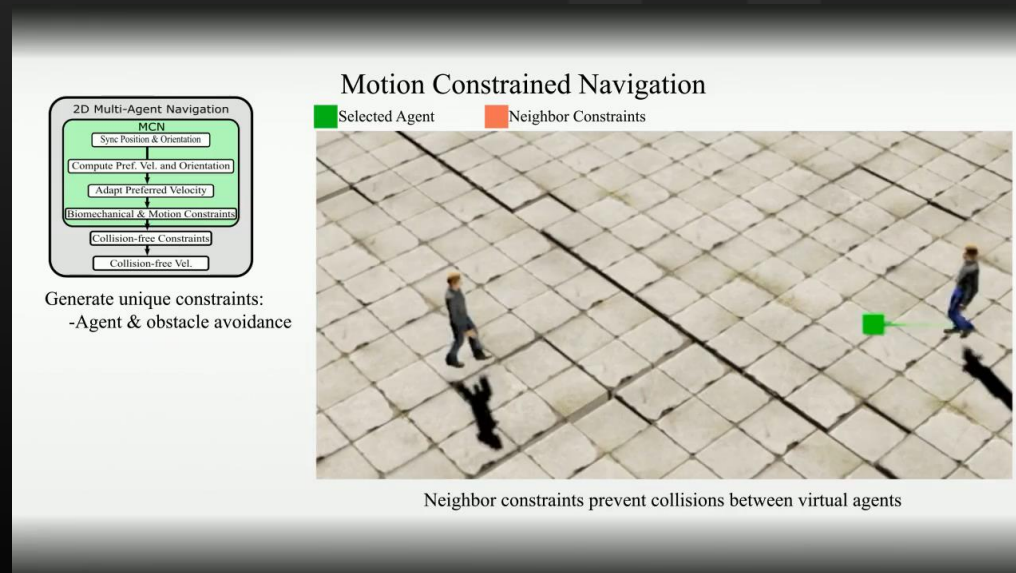 Motion Constrained Navigation
Selected Agent
Neighbor Constraints
2D Multi-Agent Navigation
MCN
Sync Position & Orientation
Compute Pref. Vel. and Orientation
Adapt Preferred Velocity
Biomechanical & Motion Constraints
Collision-free Constraints
Collision-free Vel.
Generate unique constraints:
-Agent & obstacle avoidance
Neighbor constraints prevent collisions between virtual agents